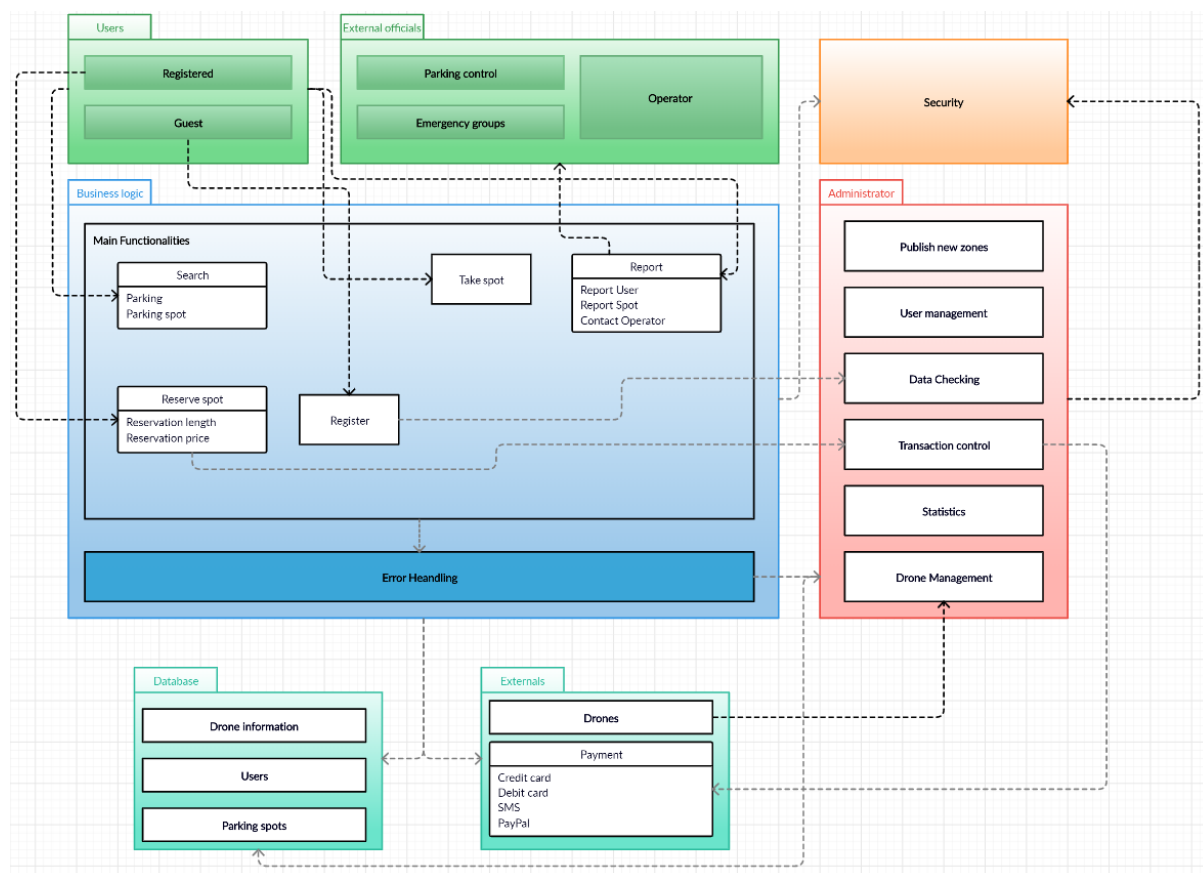 Users
External officials
Registered
Guest
Parking control
Emergency groups
Operator
Security
Business logic
Administrator
Main Functionalities
Search
Parking
Parking spot
Take spot
Report
Report User
Report Spot
Contact Operator
Reserve spot
Reservation length
Reservation price
Register
Error Heandling
Publish new zones
User management
Data Checking
Transaction control
Statistics
Drone Management
Database
Drone information
Users
Parking spots
Externals
Drones
Payment
Credit card
Debit card
SMS
PayPal